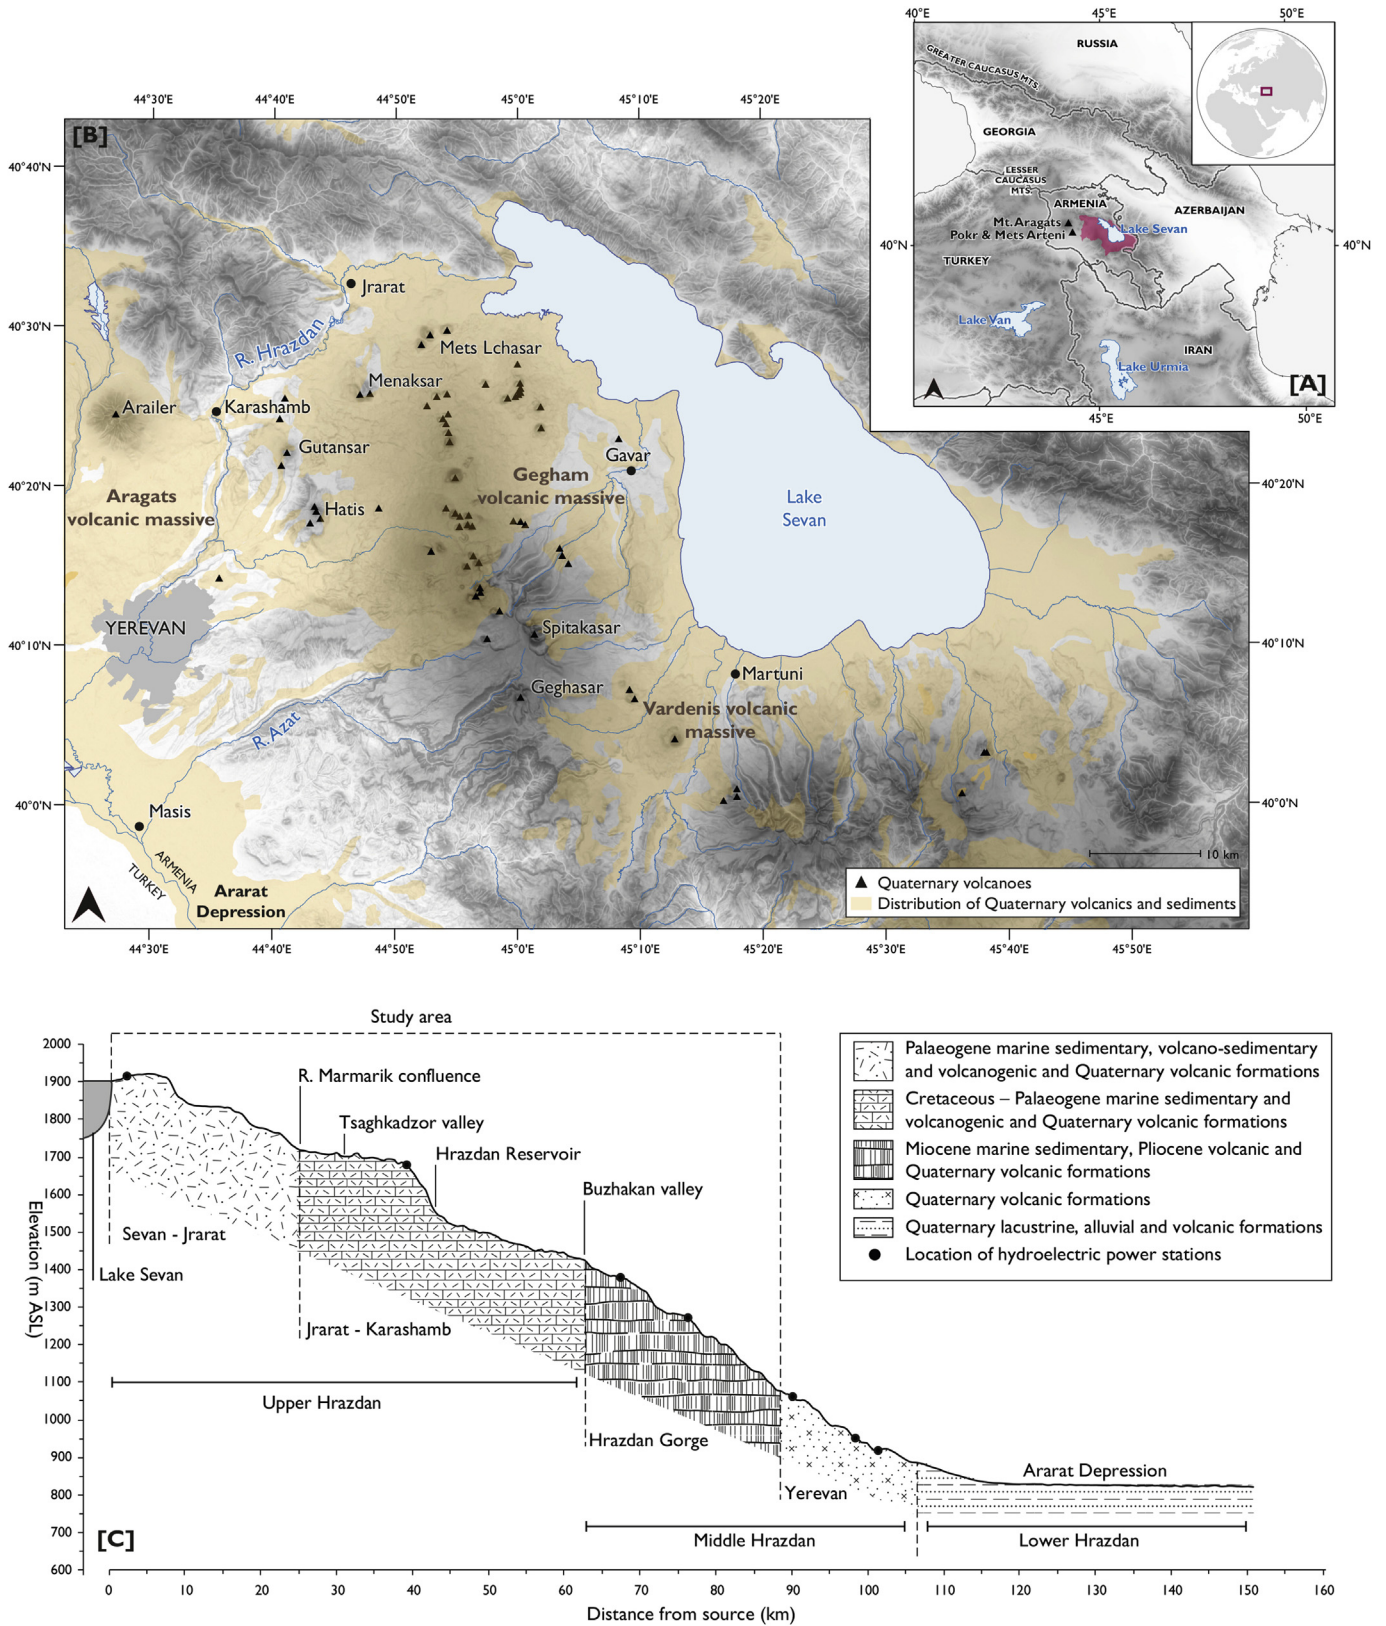 40°E
45°E
50°E
RUSSIA
GREATER CAUCASUS MTS.
GEORGIA
LESSER
CAUCASUS
MTS.
ARMENIA
AZERBAIJAN
Mt. Aragats
Pokr & Mets Arteni
Lake Sevan
40°N
40°N
TURKEY
Lake Van
IRAN
Lake Urmia
[A]
45°E
50°E
44°30'E
44°40'E
44°50'E
45°0'E
45°10'E
45°20'E
[B]
40°40'N
40°30'N
40°20'N
40°10'N
40°0'N
Jrarat
R. Hrazdan
Mets Lchasar
Menaksar
Arailer
Karashamb
Gutansar
Gavar
Gegham
volcanic massive
Aragats
volcanic massive
Hatis
Lake
Sevan
40°20'N
YEREVAN
Spitakasar
40°10'N
Geghasar
Martuni
Vardenis volcanic
massive
R. Azat
Masis
40°0'N
ARMENIA
TURKEY
Ararat
Depression
10 km
Quaternary volcanoes
Distribution of Quaternary volcanics and sediments
44°30'E
44°40'E
44°50'E
45°0'E
45°10'E
45°20'E
45°30'E
45°40'E
45°50'E
Study area
2000
1900
1800
1700
1600
1500
1400
1300
1200
1100
1000
900
800
700
600
Elevation (m ASL)
R. Marmarik confluence
Tsaghkadzor valley
Hrazdan Reservoir
Buzhakan valley
Sevan - Jrarat
Lake Sevan
Jrarat - Karashamb
Upper Hrazdan
Hrazdan Gorge
Yerevan
Ararat Depression
Middle Hrazdan
Lower Hrazdan
[C]
Palaeogene marine sedimentary, volcano-sedimentary
and volcanogenic and Quaternary volcanic formations
Cretaceous – Palaeogene marine sedimentary and
volcanogenic and Quaternary volcanic formations
Miocene marine sedimentary, Pliocene volcanic and
Quaternary volcanic formations
Quaternary volcanic formations
Quaternary lacustrine, alluvial and volcanic formations
Location of hydroelectric power stations
0
10
20
30
40
50
60
70
80
90
100
110
120
130
140
150
160
Distance from source (km)